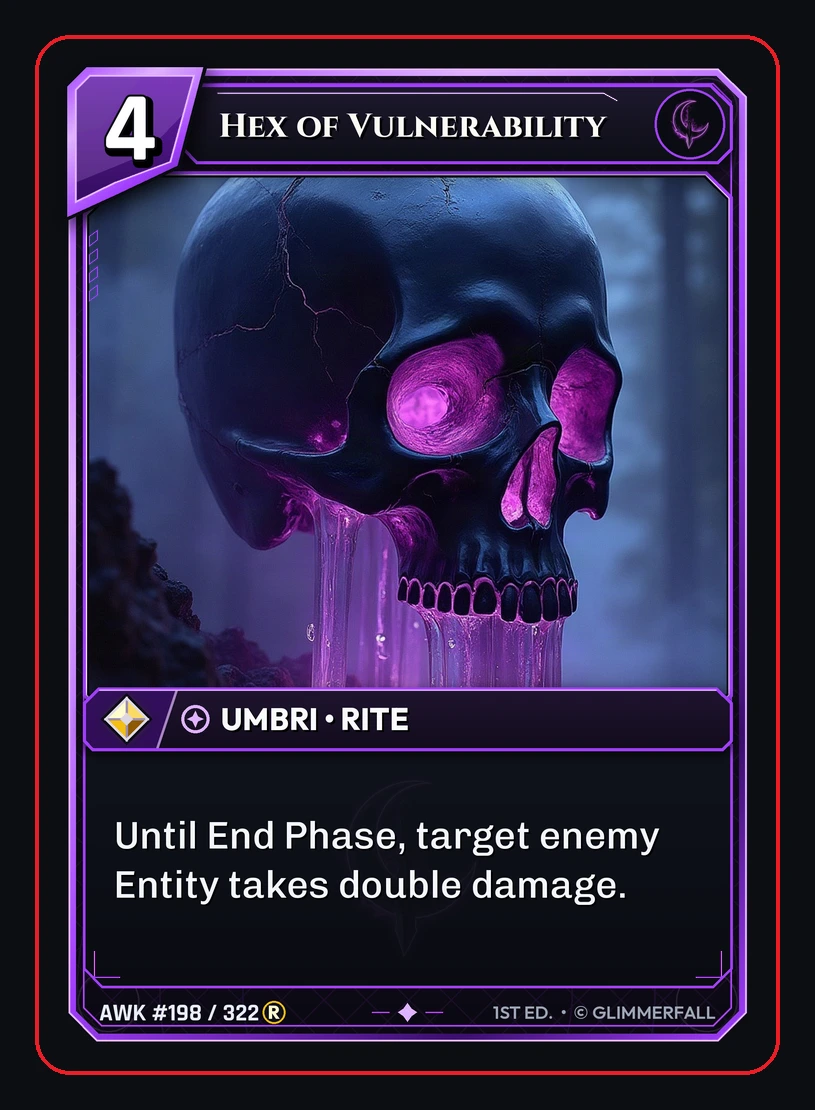 4
Hex of Vulnerability
UMBRI • RITE
Until End Phase, target enemy
Entity takes double damage.
AWK #198 / 322 R
1ST ED. • © GLIMMERFALL